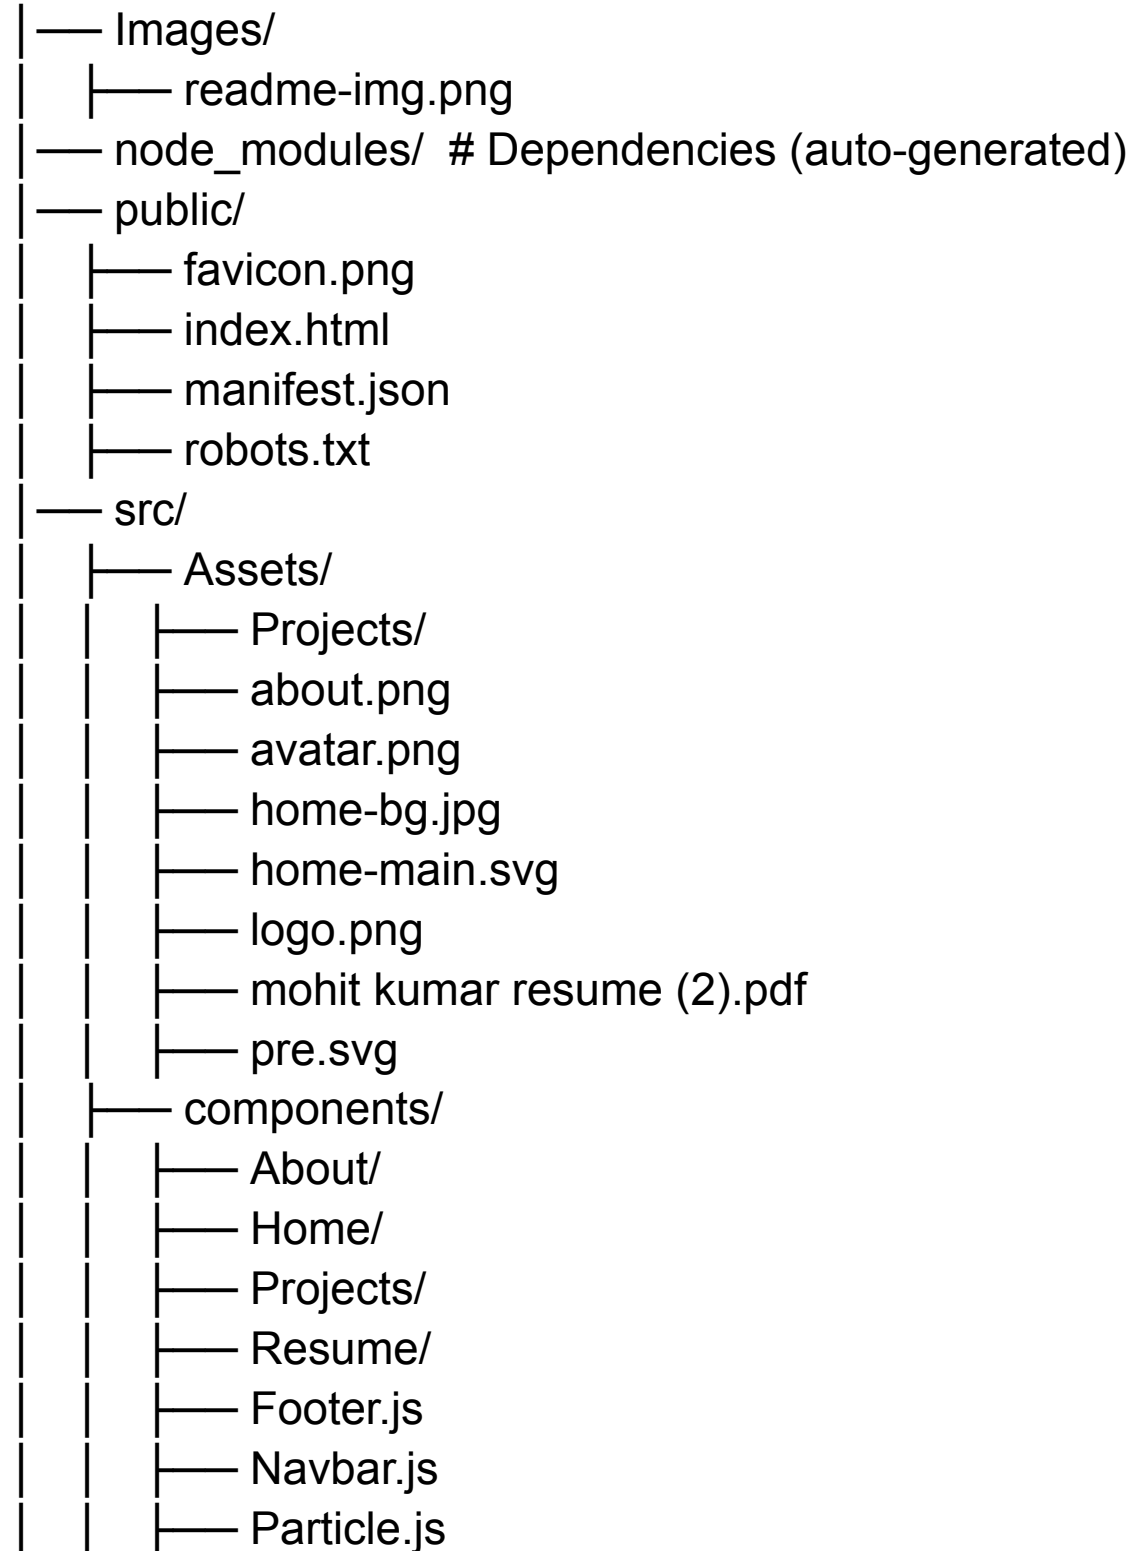 │── Images/
│   ├── readme-img.png
│── node_modules/  # Dependencies (auto-generated)
│── public/
│   ├── favicon.png
│   ├── index.html
│   ├── manifest.json
│   ├── robots.txt
│── src/
│   ├── Assets/
│   │   ├── Projects/
│   │   ├── about.png
│   │   ├── avatar.png
│   │   ├── home-bg.jpg
│   │   ├── home-main.svg
│   │   ├── logo.png
│   │   ├── mohit kumar resume (2).pdf
│   │   ├── pre.svg
│   ├── components/
│   │   ├── About/
│   │   ├── Home/
│   │   ├── Projects/
│   │   ├── Resume/
│   │   ├── Footer.js
│   │   ├── Navbar.js
│   │   ├── Particle.js